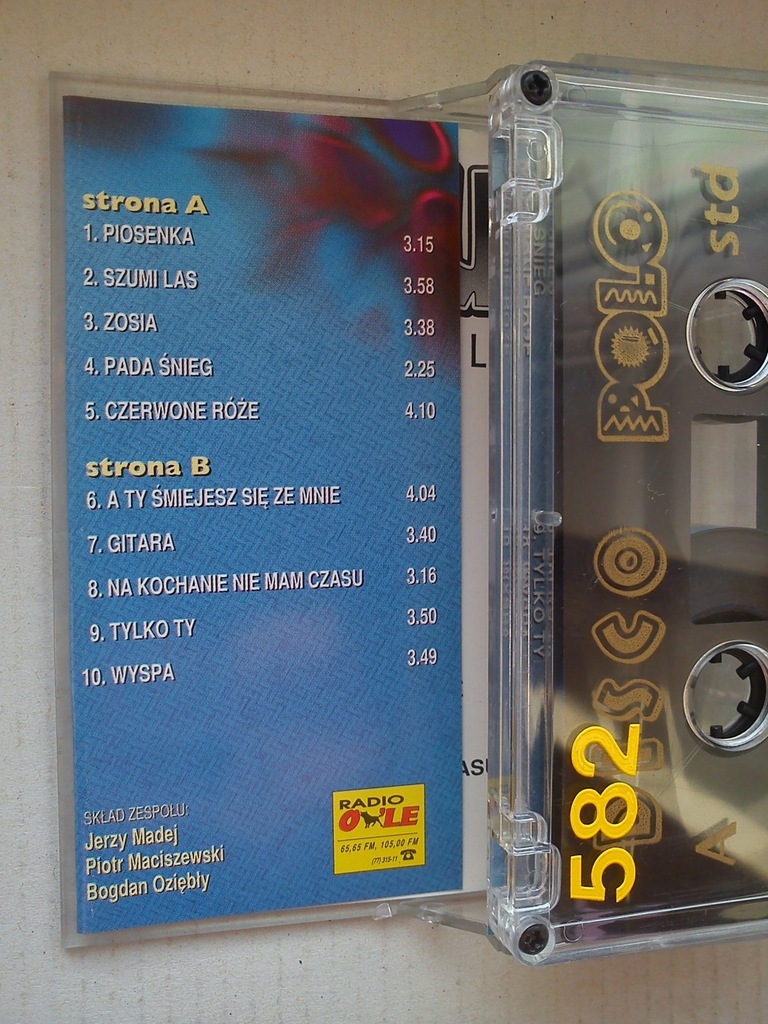 strona A
1. PIOSENKA 3.15
2. SZUMI LAS 3.58
3. ZOSIA 3.38
4. PADA ŚNIEG 2.25
5. CZERWONE RÓŻE 4.10
strona B
6. A TY ŚMIEJESZ SIĘ ZE MNIE 4.04
7. GITARA 3.40
8. NA KOCHANIE NIE MAM CZASU 3.16
9. TYLKO TY 3.50
10. WYSPA 3.49
SKŁAD ZESPOŁU:
Jerzy Madej
Piotr Maciszewski
Bogdan Oziębły
RADIO
O'LE
65,65 FM, 105,00 FM
(77) 315-11
ŚNIEG
9. TYLKO TY
DISCO POLO
std
A
582